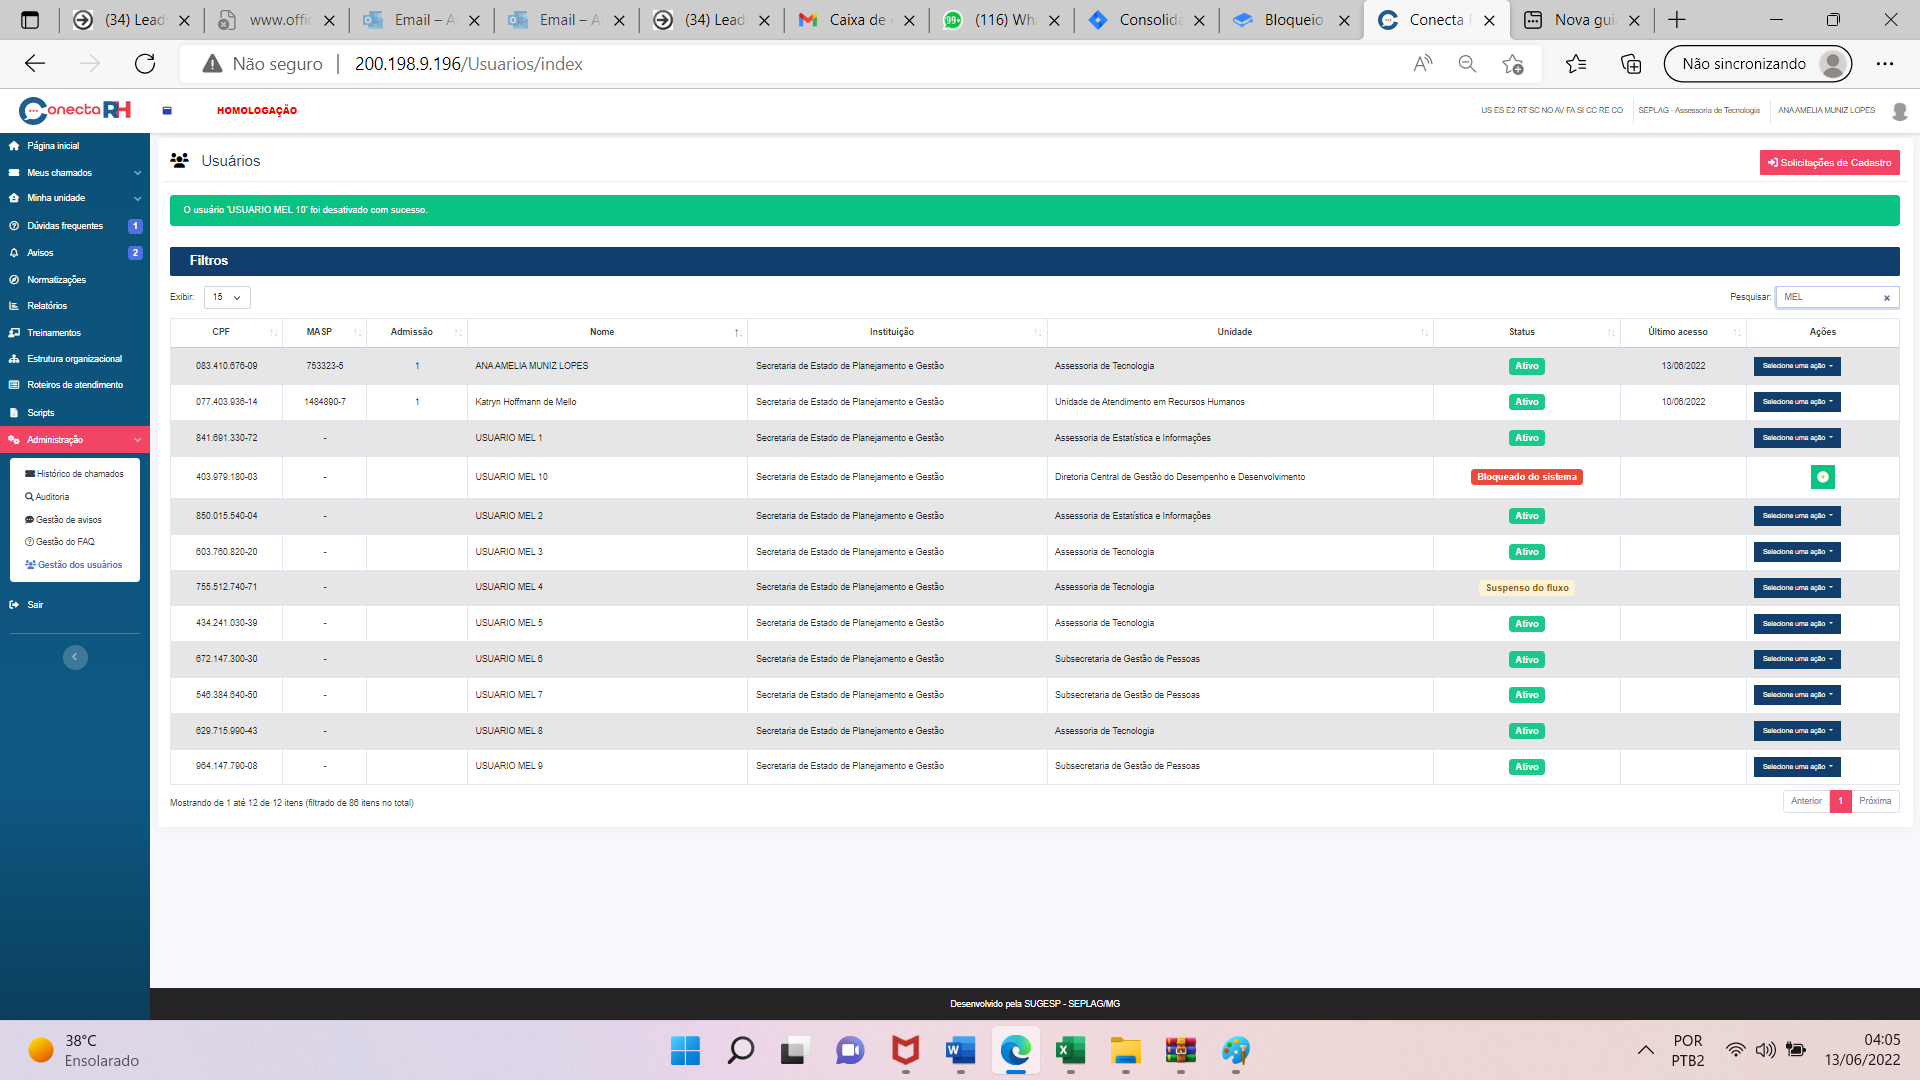 (34) Lead
www.offic
Email – A
Email – A
(34) Lead
Caixa de
99+ (116) Wh
Consolida
Bloqueio
Conecta
Nova gui
Não seguro | 200.198.9.196/Usuarios/index
Não sincronizando
Conecta RH
HOMOLOGAÇÃO
US ES E2 RT SC NO AV FA SI CC RE CO
SEPLAG - Assessoria de Tecnologia
ANA AMELIA MUNIZ LOPES
Página inicial
Meus chamados
Minha unidade
Dúvidas frequentes 1
Avisos 2
Normatizações
Relatórios
Treinamentos
Estrutura organizacional
Roteiros de atendimento
Scripts
Administração
Histórico de chamados
Auditoria
Gestão de avisos
Gestão do FAQ
Gestão dos usuários
Sair
Usuários
Solicitações de Cadastro
O usuário 'USUARIO MEL 10' foi desativado com sucesso.
Filtros
Exibir: 15
Pesquisar: MEL
CPF MASP Admissão Nome Instituição Unidade Status Último acesso Ações
083.410.676-09 753323-5 1 ANA AMELIA MUNIZ LOPES Secretaria de Estado de Planejamento e Gestão Assessoria de Tecnologia Ativo 13/06/2022 Selecione uma ação
077.403.936-14 1484890-7 1 Katryn Hoffmann de Mello Secretaria de Estado de Planejamento e Gestão Unidade de Atendimento em Recursos Humanos Ativo 10/06/2022 Selecione uma ação
841.691.330-72 - USUARIO MEL 1 Secretaria de Estado de Planejamento e Gestão Assessoria de Estatística e Informações Ativo Selecione uma ação
403.979.180-03 - USUARIO MEL 10 Secretaria de Estado de Planejamento e Gestão Diretoria Central de Gestão do Desempenho e Desenvolvimento Bloqueado do sistema
850.015.540-04 - USUARIO MEL 2 Secretaria de Estado de Planejamento e Gestão Assessoria de Estatística e Informações Ativo Selecione uma ação
603.760.820-20 - USUARIO MEL 3 Secretaria de Estado de Planejamento e Gestão Assessoria de Tecnologia Ativo Selecione uma ação
755.512.740-71 - USUARIO MEL 4 Secretaria de Estado de Planejamento e Gestão Assessoria de Tecnologia Suspenso do fluxo Selecione uma ação
434.241.030-39 - USUARIO MEL 5 Secretaria de Estado de Planejamento e Gestão Assessoria de Tecnologia Ativo Selecione uma ação
672.147.300-30 - USUARIO MEL 6 Secretaria de Estado de Planejamento e Gestão Subsecretaria de Gestão de Pessoas Ativo Selecione uma ação
546.384.640-50 - USUARIO MEL 7 Secretaria de Estado de Planejamento e Gestão Subsecretaria de Gestão de Pessoas Ativo Selecione uma ação
629.715.990-43 - USUARIO MEL 8 Secretaria de Estado de Planejamento e Gestão Assessoria de Tecnologia Ativo Selecione uma ação
964.147.790-08 - USUARIO MEL 9 Secretaria de Estado de Planejamento e Gestão Subsecretaria de Gestão de Pessoas Ativo Selecione uma ação
Mostrando de 1 até 12 de 12 itens (filtrado de 86 itens no total)
Anterior 1 Próxima
Desenvolvido pela SUGESP - SEPLAG/MG
38°C
Ensolarado
POR
PTB2
04:05
13/06/2022